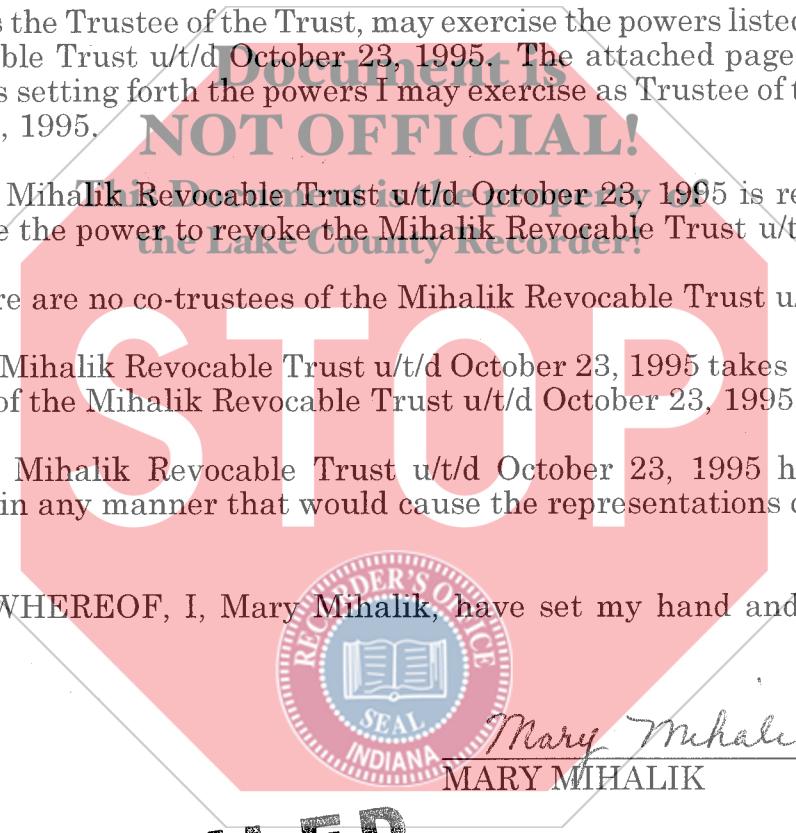 s the Trustee of the Trust, may exercise the powers listed
ble Trust u/t/d October 23, 1995. The attached page
s setting forth the powers I may exercise as Trustee of t
, 1995.
Document is
NOT OFFICIAL!
This Document is the property of
the Lake County Recorder!
Mihalik Revocable Trust u/t/d October 23, 1995 is re
e the power to revoke the Mihalik Revocable Trust u/t
re are no co-trustees of the Mihalik Revocable Trust u/
Mihalik Revocable Trust u/t/d October 23, 1995 takes
of the Mihalik Revocable Trust u/t/d October 23, 1995
STOP
Mihalik Revocable Trust u/t/d October 23, 1995 h
in any manner that would cause the representations c
WHEREOF, I, Mary Mihalik, have set my hand and
RECORDER'S OFFICE
SEAL
INDIANA
Mary Mihali
MARY MIHALIK
LED